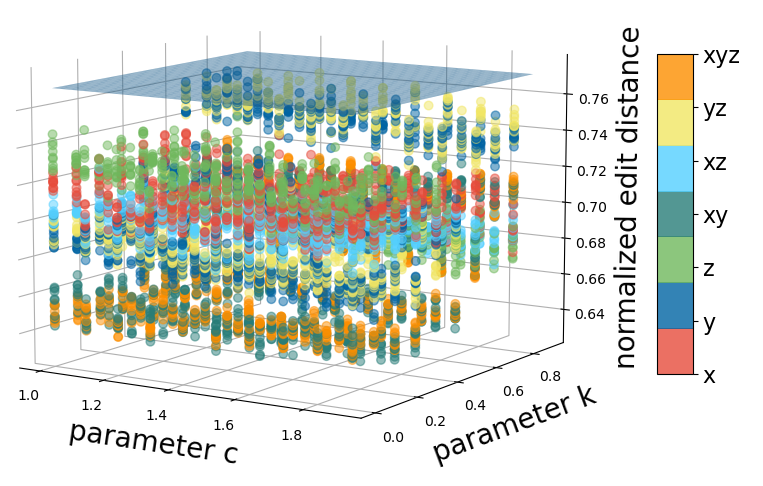 xyz
yz
xz
xy
z
y
x
normalized edit distance
0.76
0.74
0.72
0.70
0.68
0.66
0.64
1.0
1.2
1.4
1.6
1.8
parameter c
0.0
0.2
0.4
0.6
0.8
parameter k